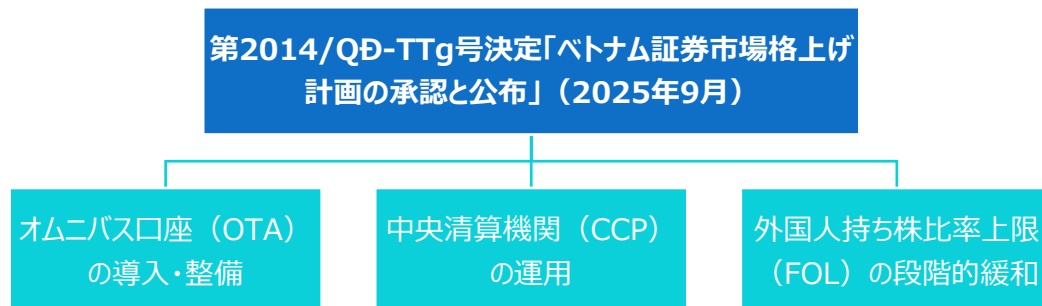 第2014/QĐ-TTg号決定「ベトナム証券市場格上げ
計画の承認と公布」（2025年9月）
オムニバス口座（OTA）
の導入・整備
中央清算機関（CCP）
の運用
外国人持ち株比率上限
（FOL）の段階的緩和